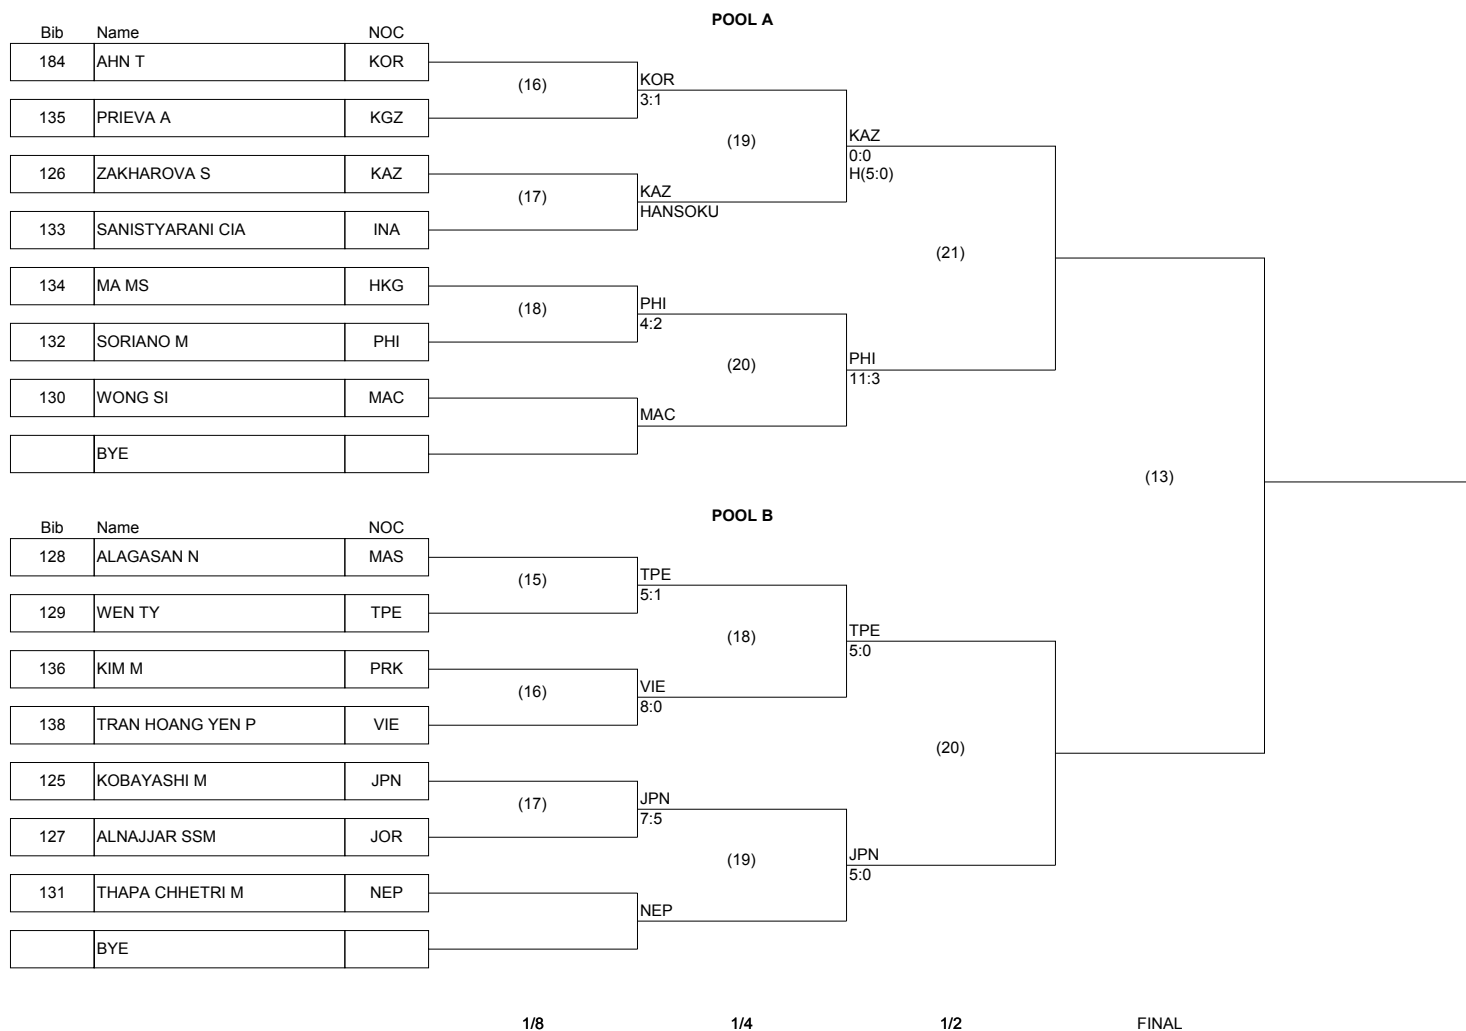 POOL A
Bib Name NOC
184 AHN T KOR
(16)
KOR
3:1
135 PRIEVA A KGZ
(19)
KAZ
0:0
H(5:0)
126 ZAKHAROVA S KAZ
(17)
KAZ
HANSOKU
133 SANISTYARANI CIA INA
(21)
134 MA MS HKG
(18)
PHI
4:2
132 SORIANO M PHI
(20)
PHI
11:3
130 WONG SI MAC
MAC
BYE
(13)
POOL B
Bib Name NOC
128 ALAGASAN N MAS
(15)
TPE
5:1
129 WEN TY TPE
(18)
TPE
5:0
136 KIM M PRK
(16)
VIE
8:0
138 TRAN HOANG YEN P VIE
(20)
125 KOBAYASHI M JPN
(17)
JPN
7:5
127 ALNAJJAR SSM JOR
(19)
JPN
5:0
131 THAPA CHHETRI M NEP
NEP
BYE
1/8 1/4 1/2 FINAL